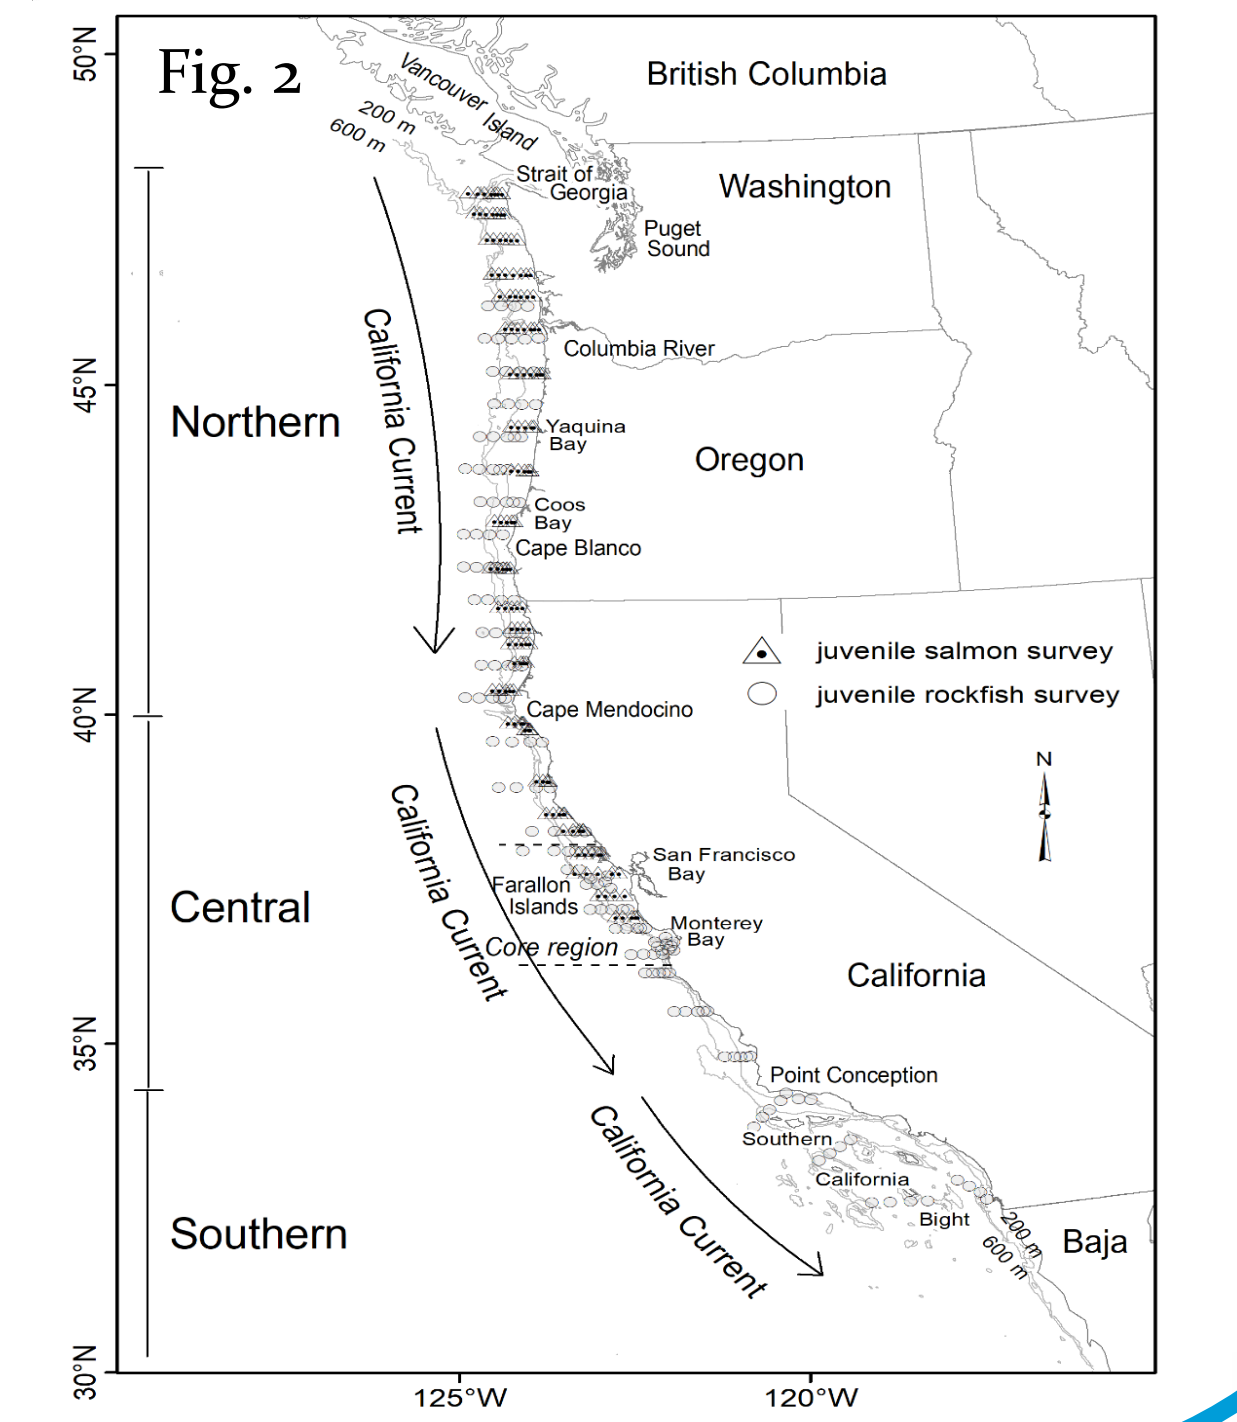 Fig. 2
50°N
British Columbia
Vancouver
Island
200 m
600 m
Strait of
Georgia
Washington
Puget
Sound
California Current
Columbia River
45°N
Northern
Yaquina
Bay
Oregon
Coos
Bay
Cape Blanco
juvenile salmon survey
juvenile rockfish survey
40°N
Cape Mendocino
N
California Current
San Francisco
Bay
Farallon
Islands
Central
Monterey
Bay
Core region
California
35°N
Point Conception
California Current
Southern
California
Bight
Southern
200 m
600 m
Baja
30°N
125°W
120°W